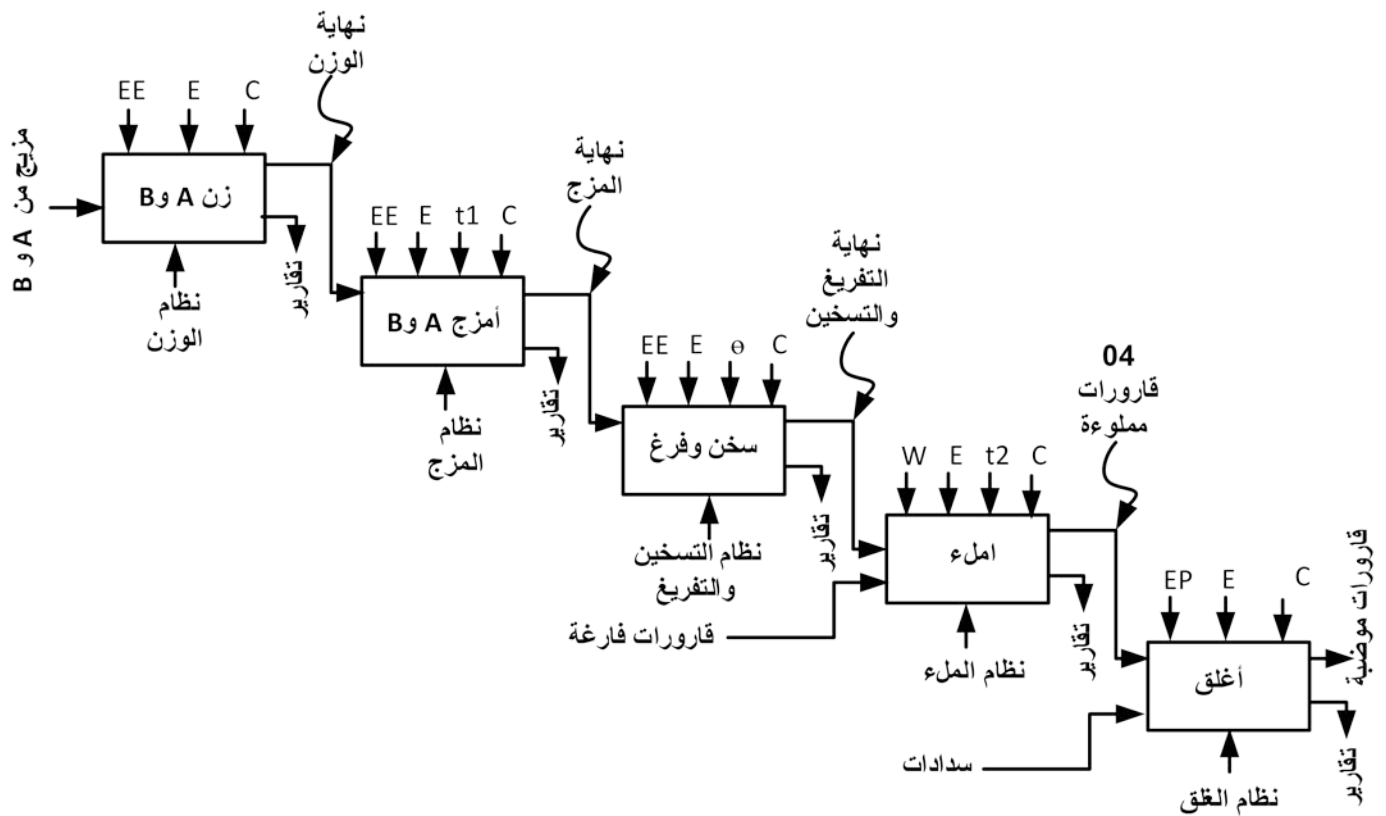 نهاية
الوزن
EE E C
مزيج من A و B
زن A وB
تقارير
نظام
الوزن
نهاية
المزج
EE E t1 C
أمزج A وB
تقارير
نظام
المزج
نهاية
التفريغ
والتسخين
EE E ө C
سخن وفرغ
تقارير
نظام التسخين
والتفريغ
04
قارورات
مملوءة
W E t2 C
املء
تقارير
قارورات فارغة
نظام الملء
EP E C
أغلق
قارورات موضبة
تقارير
سدادات
نظام الغلق